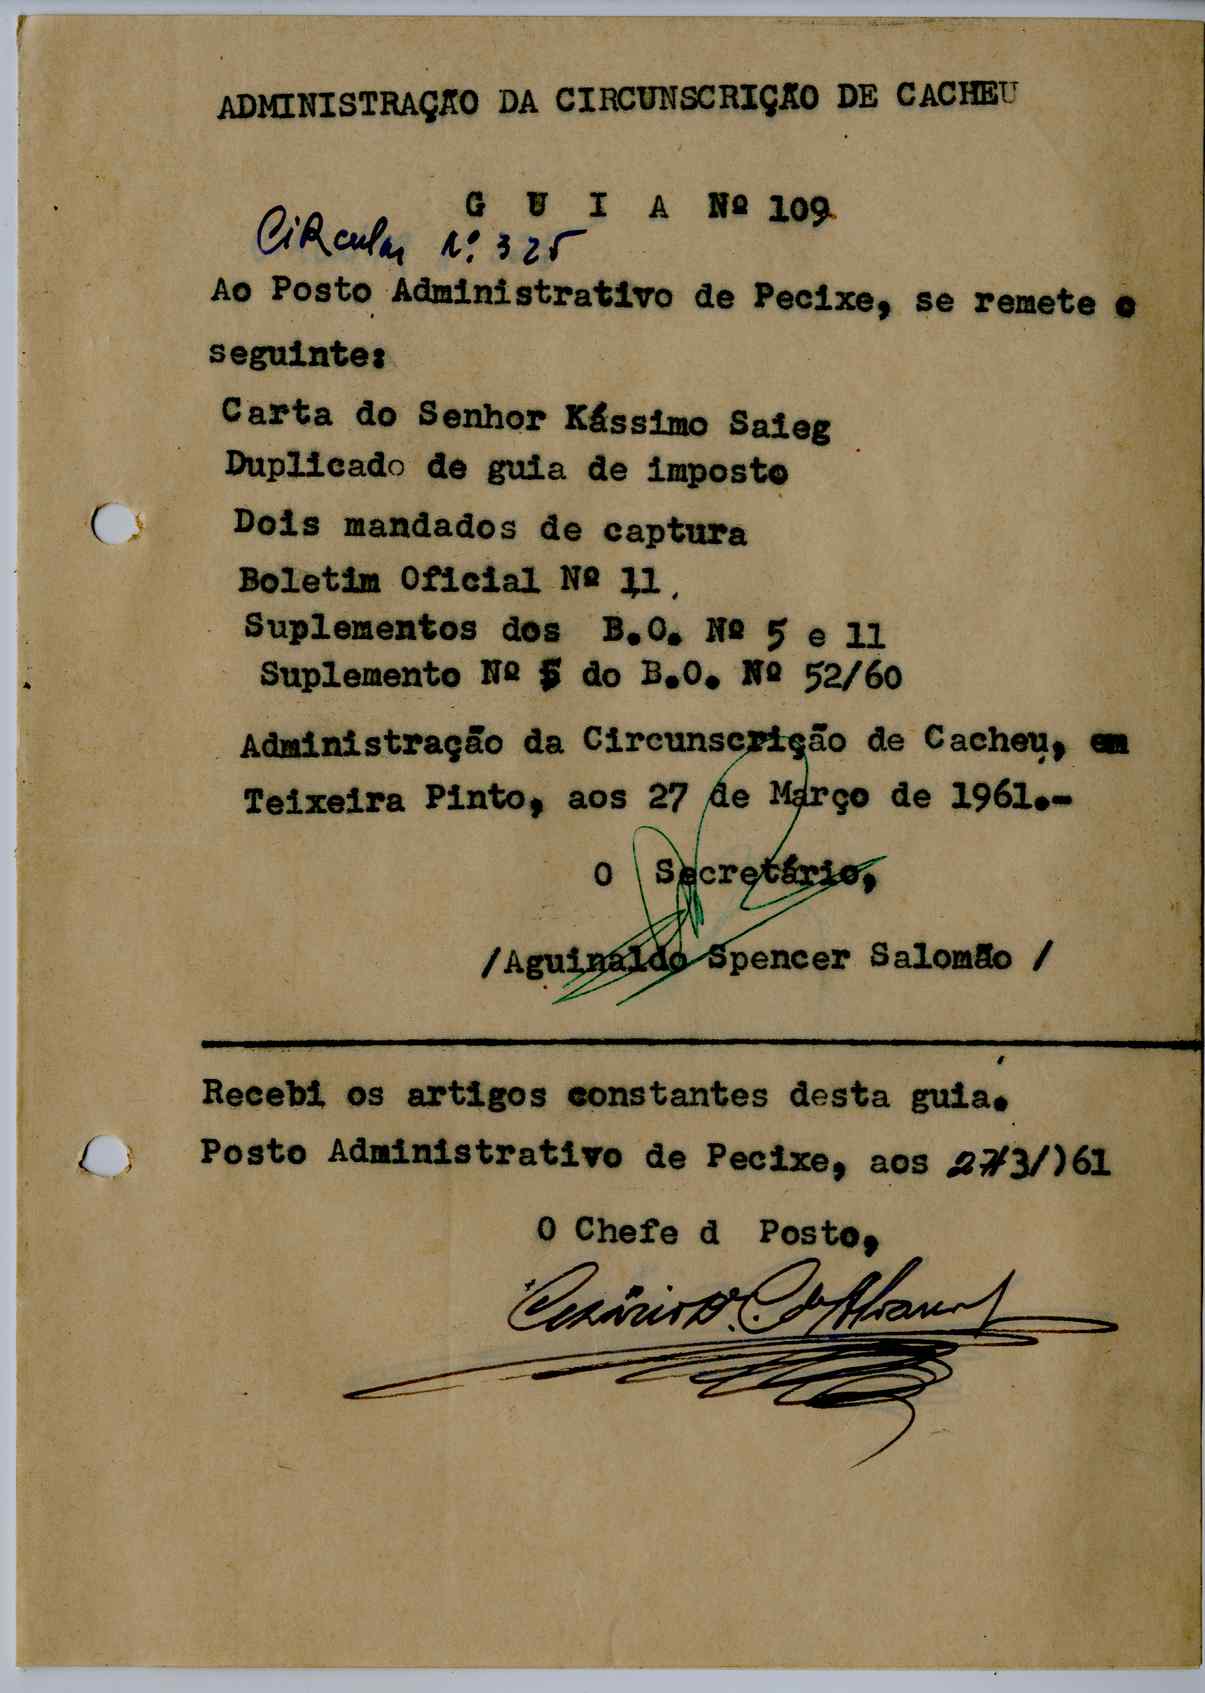 ADMINISTRAÇÃO DA CIRCUNSCRIÇÃO DE CACHEU
G U I A Nº 109
Circular nº. 325
Ao Posto Administrativo de Pecixe, se remete o
seguinte:
Carta do Senhor Kássimo Saieg
Duplicado de guia de imposto
Dois mandados de captura
Boletim Oficial Nº 11,
Suplementos dos B.O. Nº 5 e 11
Suplemento Nº 5 do B.O. Nº 52/60
Administração da Circunscrição de Cacheu, em
Teixeira Pinto, aos 27 de Março de 1961.-
O Secretário,
/Aguinaldo Spencer Salomão /
Recebi os artigos constantes desta guia.
Posto Administrativo de Pecixe, aos 27/3/)61
O Chefe d Posto,